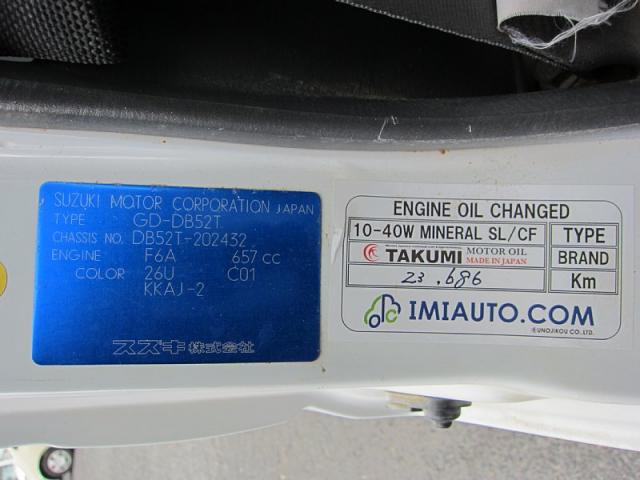 SUZUKI MOTOR CORPORATION JAPAN
TYPE GD-DB52T
CHASSIS NO. DB52T-202432
ENGINE F6A 657 cc
COLOR 26U C01
KKAJ-2
スズキ株式会社
ENGINE OIL CHANGED
10-40W MINERAL SL/CF TYPE
TAKUMI MOTOR OIL MADE IN JAPAN BRAND
23.686 Km
IMIAUTO.COM
©UNOJIKOU CO.,LTD.